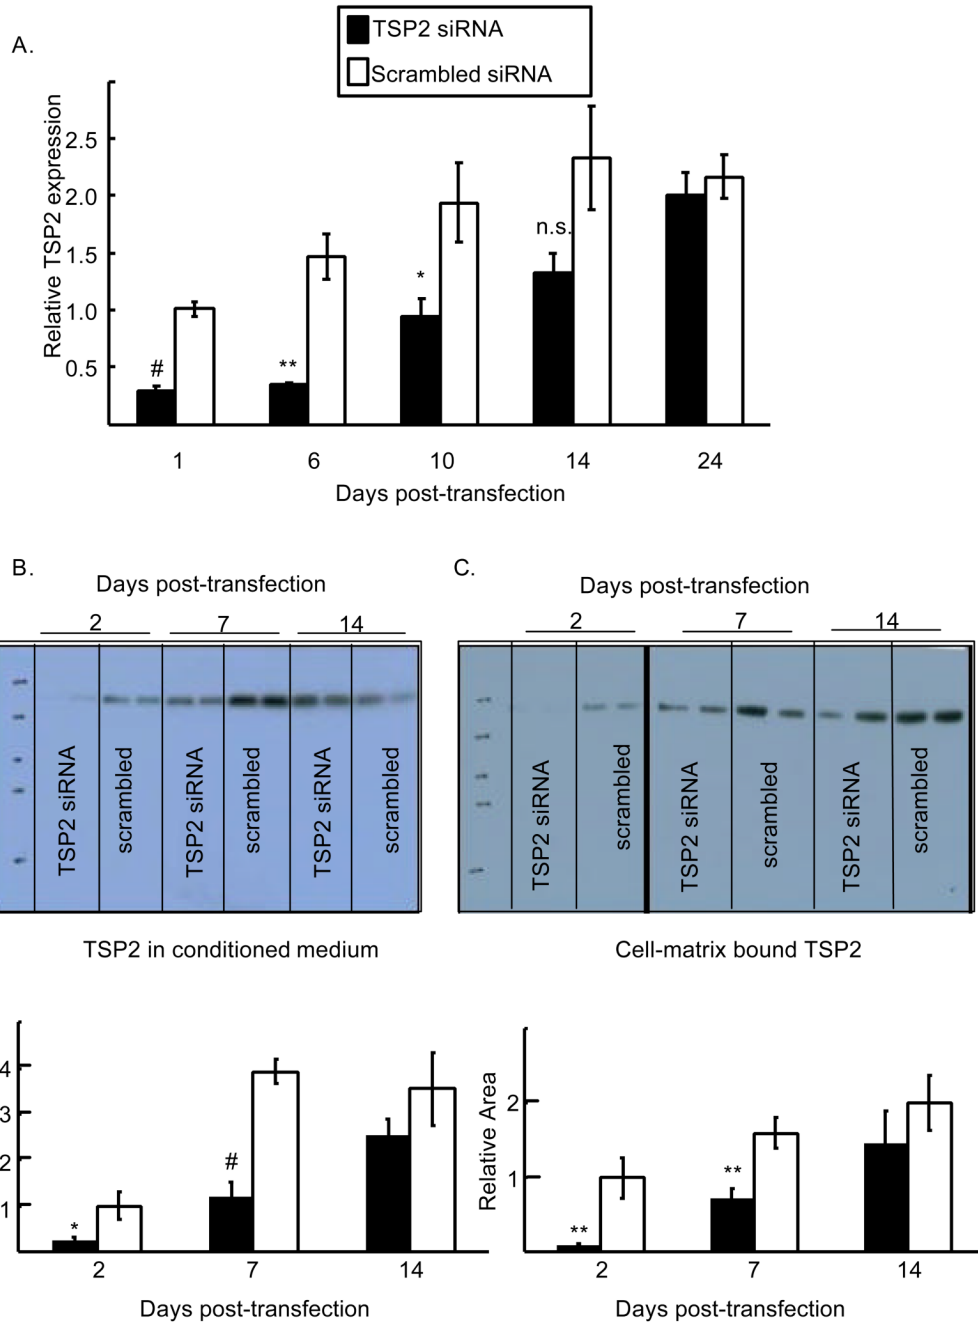 A.
TSP2 siRNA
Scrambled siRNA
Relative TSP2 expression
2.5
2.0
1.5
1.0
0.5
#
**
*
n.s.
1 6 10 14 24
Days post-transfection
B.
Days post-transfection
2 7 14
TSP2 siRNA
scrambled
TSP2 siRNA
scrambled
TSP2 siRNA
scrambled
TSP2 in conditioned medium
4
3
2
1
*
#
2 7 14
Days post-transfection
C.
Days post-transfection
2 7 14
TSP2 siRNA
scrambled
TSP2 siRNA
scrambled
TSP2 siRNA
scrambled
Cell-matrix bound TSP2
Relative Area
2
1
**
**
2 7 14
Days post-transfection